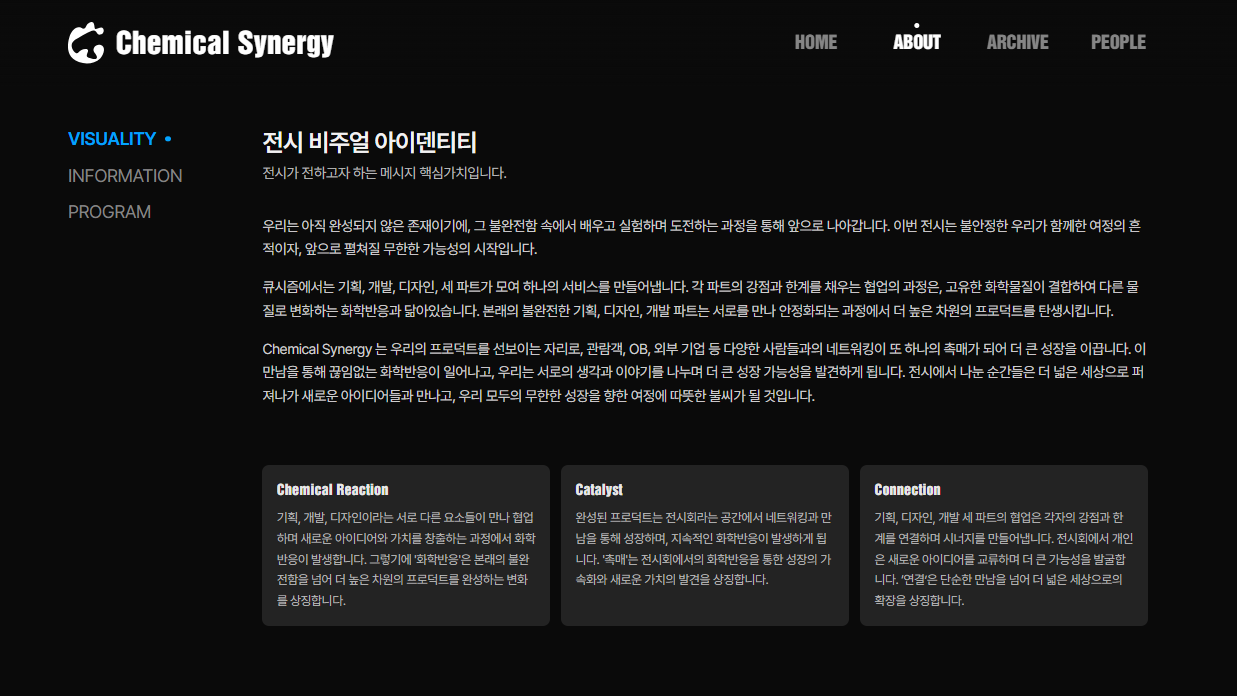 Chemical Synergy
HOME
ABOUT
ARCHIVE
PEOPLE
VISUALITY
INFORMATION
PROGRAM
전시 비주얼 아이덴티티
전시가 전하고자 하는 메시지 핵심가치입니다.
우리는 아직 완성되지 않은 존재이기에, 그 불완전함 속에서 배우고 실험하며 도전하는 과정을 통해 앞으로 나아갑니다. 이번 전시는 불안정한 우리가 함께한 여정의 흔
적이자, 앞으로 펼쳐질 무한한 가능성의 시작입니다.
큐시즘에서는 기획, 개발, 디자인, 세 파트가 모여 하나의 서비스를 만들어냅니다. 각 파트의 강점과 한계를 채우는 협업의 과정은, 고유한 화학물질이 결합하여 다른 물
질로 변화하는 화학반응과 닮아있습니다. 본래의 불완전한 기획, 디자인, 개발 파트는 서로를 만나 안정화되는 과정에서 더 높은 차원의 프로덕트를 탄생시킵니다.
Chemical Synergy 는 우리의 프로덕트를 선보이는 자리로, 관람객, OB, 외부 기업 등 다양한 사람들과의 네트워킹이 또 하나의 촉매가 되어 더 큰 성장을 이끕니다. 이
만남을 통해 끊임없는 화학반응이 일어나고, 우리는 서로의 생각과 이야기를 나누며 더 큰 성장 가능성을 발견하게 됩니다. 전시에서 나눈 순간들은 더 넓은 세상으로 퍼
져나가 새로운 아이디어들과 만나고, 우리 모두의 무한한 성장을 향한 여정에 따뜻한 불씨가 될 것입니다.
Chemical Reaction
기획, 개발, 디자인이라는 서로 다른 요소들이 만나 협업
하며 새로운 아이디어와 가치를 창출하는 과정에서 화학
반응이 발생합니다. 그렇기에 '화학반응'은 본래의 불완
전함을 넘어 더 높은 차원의 프로덕트를 완성하는 변화
를 상징합니다.
Catalyst
완성된 프로덕트는 전시회라는 공간에서 네트워킹과 만
남을 통해 성장하며, 지속적인 화학반응이 발생하게 됩
니다. '촉매'는 전시회에서의 화학반응을 통한 성장의 가
속화와 새로운 가치의 발견을 상징합니다.
Connection
기획, 디자인, 개발 세 파트의 협업은 각자의 강점과 한
계를 연결하며 시너지를 만들어냅니다. 전시회에서 개인
은 새로운 아이디어를 교류하며 더 큰 가능성을 발굴합
니다. '연결'은 단순한 만남을 넘어 더 넓은 세상으로의
확장을 상징합니다.